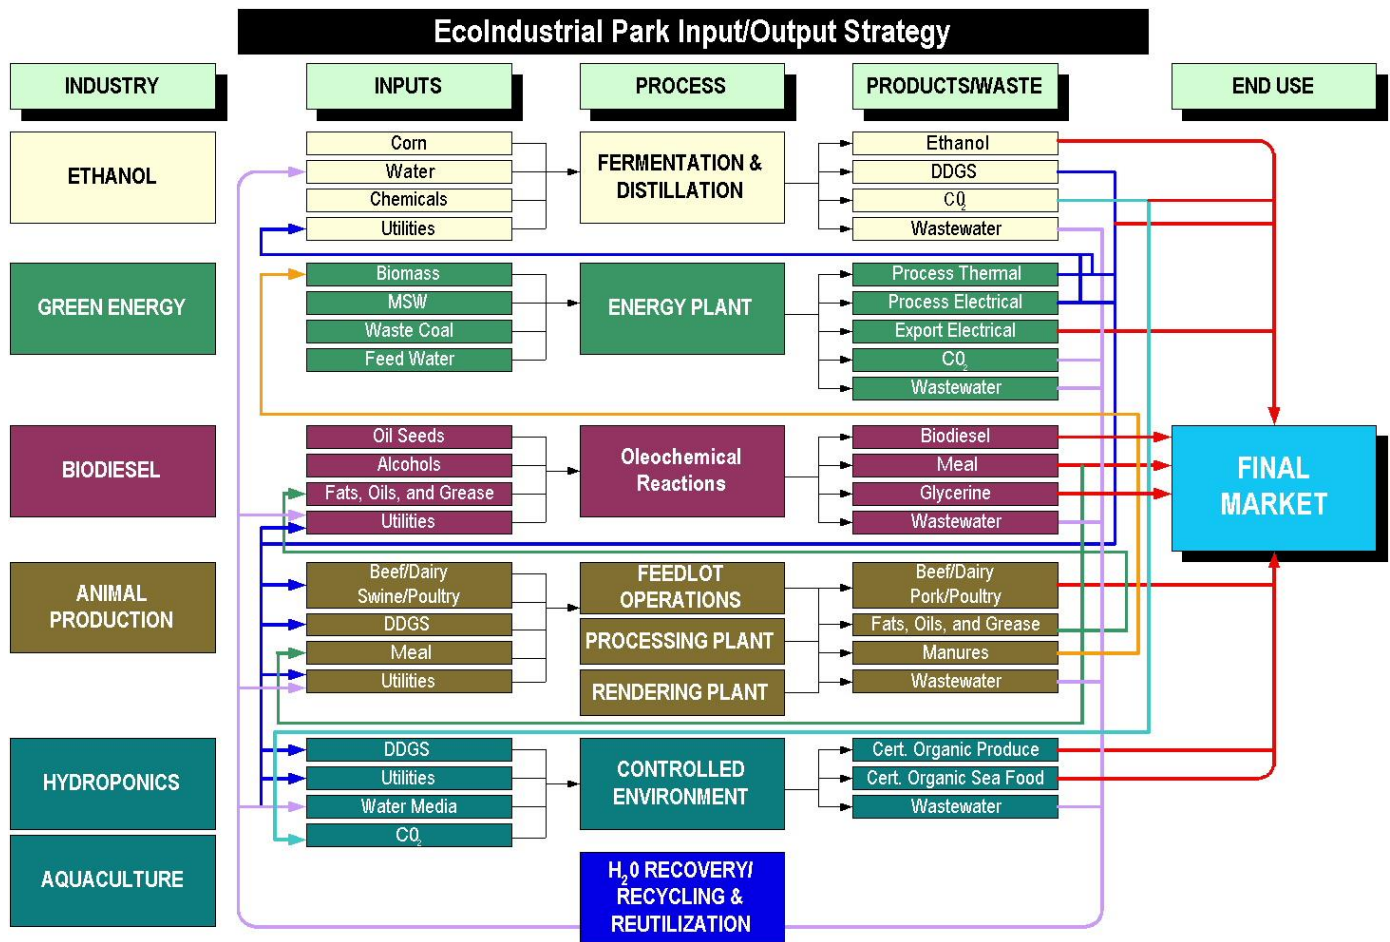 EcoIndustrial Park Input/Output Strategy
INDUSTRY
INPUTS
PROCESS
PRODUCTS/WASTE
END USE
ETHANOL
Corn
Water
Chemicals
Utilities
FERMENTATION &
DISTILLATION
Ethanol
DDGS
C0₂
Wastewater
GREEN ENERGY
Biomass
MSW
Waste Coal
Feed Water
ENERGY PLANT
Process Thermal
Process Electrical
Export Electrical
C0₂
Wastewater
BIODIESEL
Oil Seeds
Alcohols
Fats, Oils, and Grease
Utilities
Oleochemical
Reactions
Biodiesel
Meal
Glycerine
Wastewater
FINAL
MARKET
ANIMAL
PRODUCTION
Beef/Dairy
Swine/Poultry
DDGS
Meal
Utilities
FEEDLOT
OPERATIONS
PROCESSING PLANT
RENDERING PLANT
Beef/Dairy
Pork/Poultry
Fats, Oils, and Grease
Manures
Wastewater
HYDROPONICS
AQUACULTURE
DDGS
Utilities
Water Media
C0₂
CONTROLLED
ENVIRONMENT
Cert. Organic Produce
Cert. Organic Sea Food
Wastewater
H₂0 RECOVERY/
RECYCLING &
REUTILIZATION